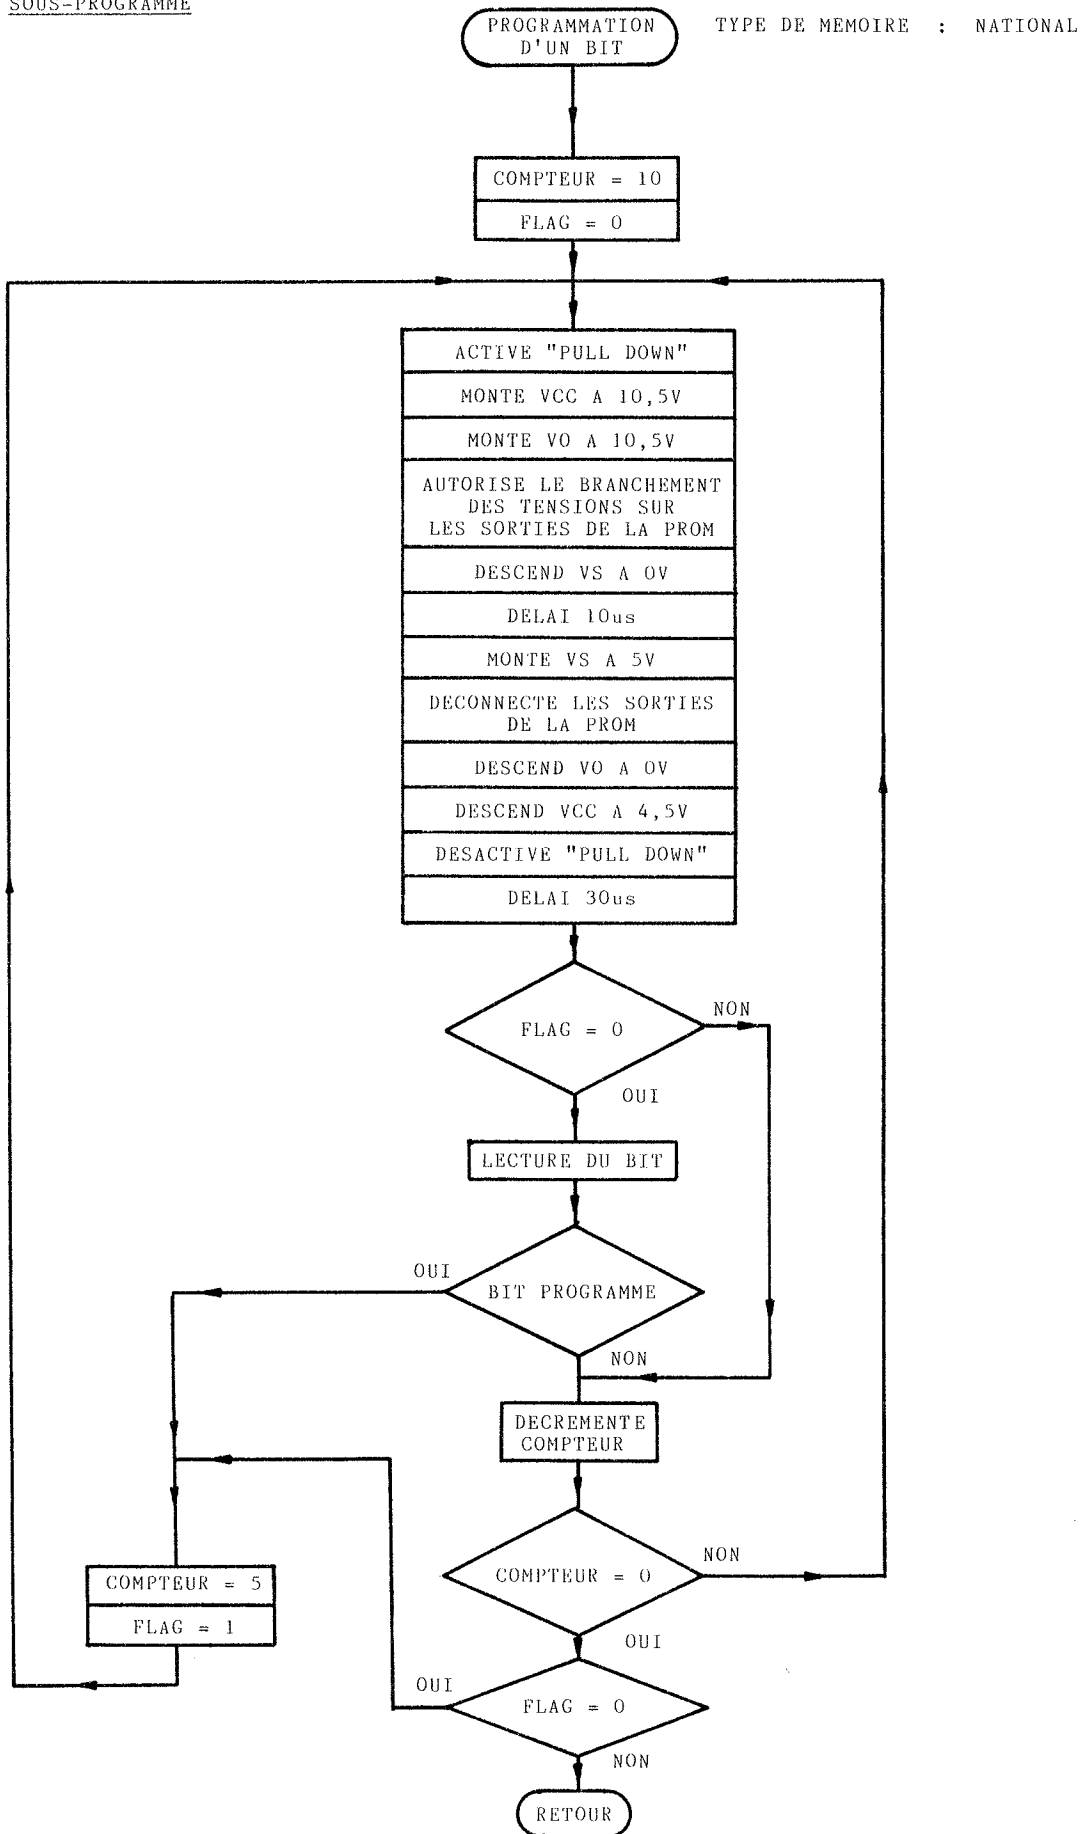 SOUS-PROGRAMME
PROGRAMMATION
D'UN BIT
TYPE DE MEMOIRE : NATIONAL
COMPTEUR = 10
FLAG = 0
ACTIVE "PULL DOWN"
MONTE VCC A 10,5V
MONTE VO A 10,5V
AUTORISE LE BRANCHEMENT
DES TENSIONS SUR
LES SORTIES DE LA PROM
DESCEND VS A 0V
DELAI 10us
MONTE VS A 5V
DECONNECTE LES SORTIES
DE LA PROM
DESCEND VO A 0V
DESCEND VCC A 4,5V
DESACTIVE "PULL DOWN"
DELAI 30us
FLAG = 0
NON
OUI
LECTURE DU BIT
OUI
BIT PROGRAMME
NON
DECREMENTE
COMPTEUR
COMPTEUR = 0
NON
COMPTEUR = 5
FLAG = 1
OUI
OUI
FLAG = 0
NON
RETOUR